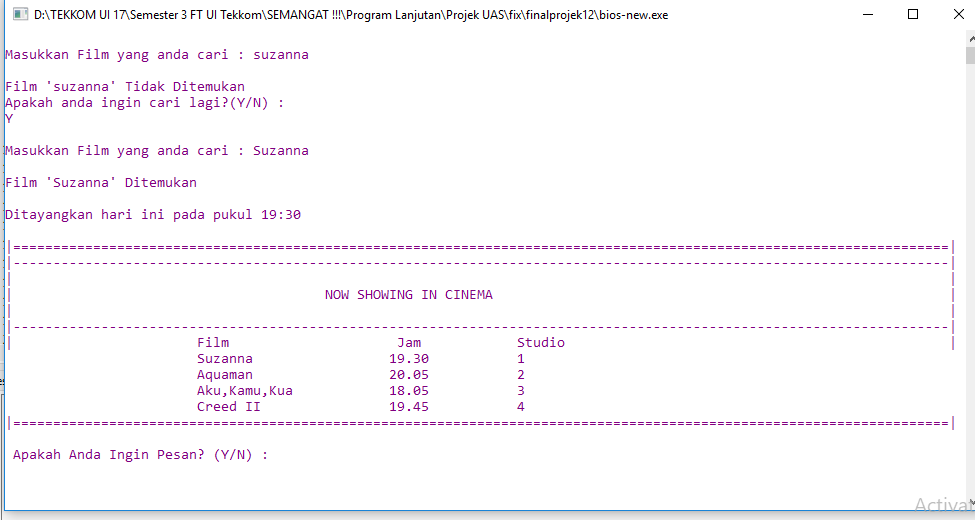 D:\TEKKOM UI 17\Semester 3 FT UI Tekkom\SEMANGAT !!!\Program Lanjutan\Projek UAS\fix\finalprojek12\bios-new.exe
Masukkan Film yang anda cari : suzanna
Film 'suzanna' Tidak Ditemukan
Apakah anda ingin cari lagi?(Y/N) :
Y
Masukkan Film yang anda cari : Suzanna
Film 'Suzanna' Ditemukan
Ditayangkan hari ini pada pukul 19:30
NOW SHOWING IN CINEMA
Film Jam Studio
Suzanna 19.30 1
Aquaman 20.05 2
Aku,Kamu,Kua 18.05 3
Creed II 19.45 4
Apakah Anda Ingin Pesan? (Y/N) :